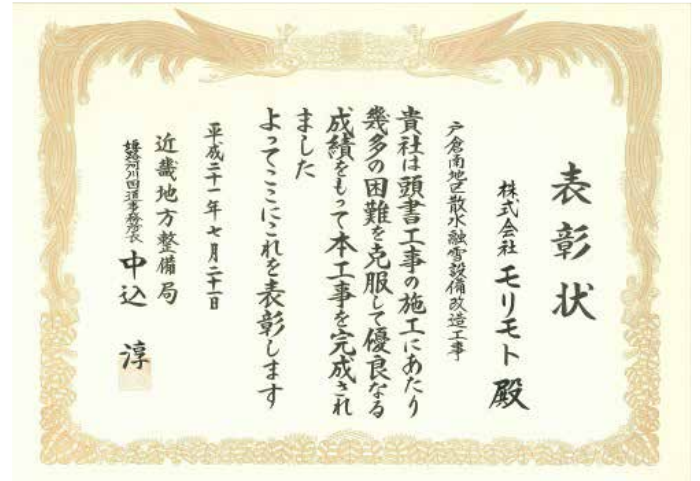 表彰状
株式会社 モリモト 殿
戸倉南地区散水融雪設備改造工事
貴社は頭書工事の施工にあたり
幾多の困難を克服して優良なる
成績をもって本工事を完成され
ました
よってここにこれを表彰します
平成二十一年七月二十一日
近畿地方整備局
姫路河川国道事務所長 中込 淳